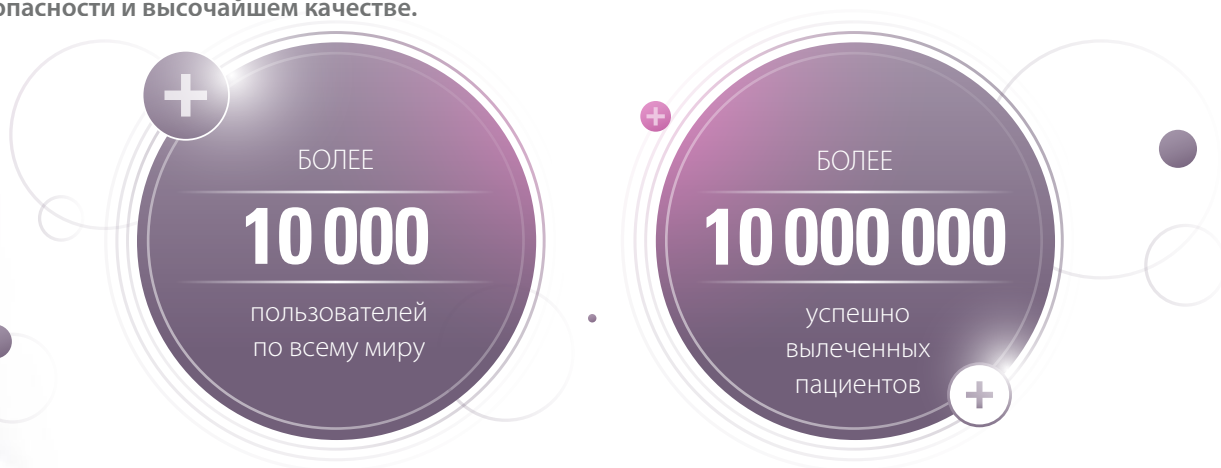 опасности и высочайшем качестве.
БОЛЕЕ
10 000
пользователей
по всему миру
БОЛЕЕ
10 000 000
успешно
вылеченных
пациентов